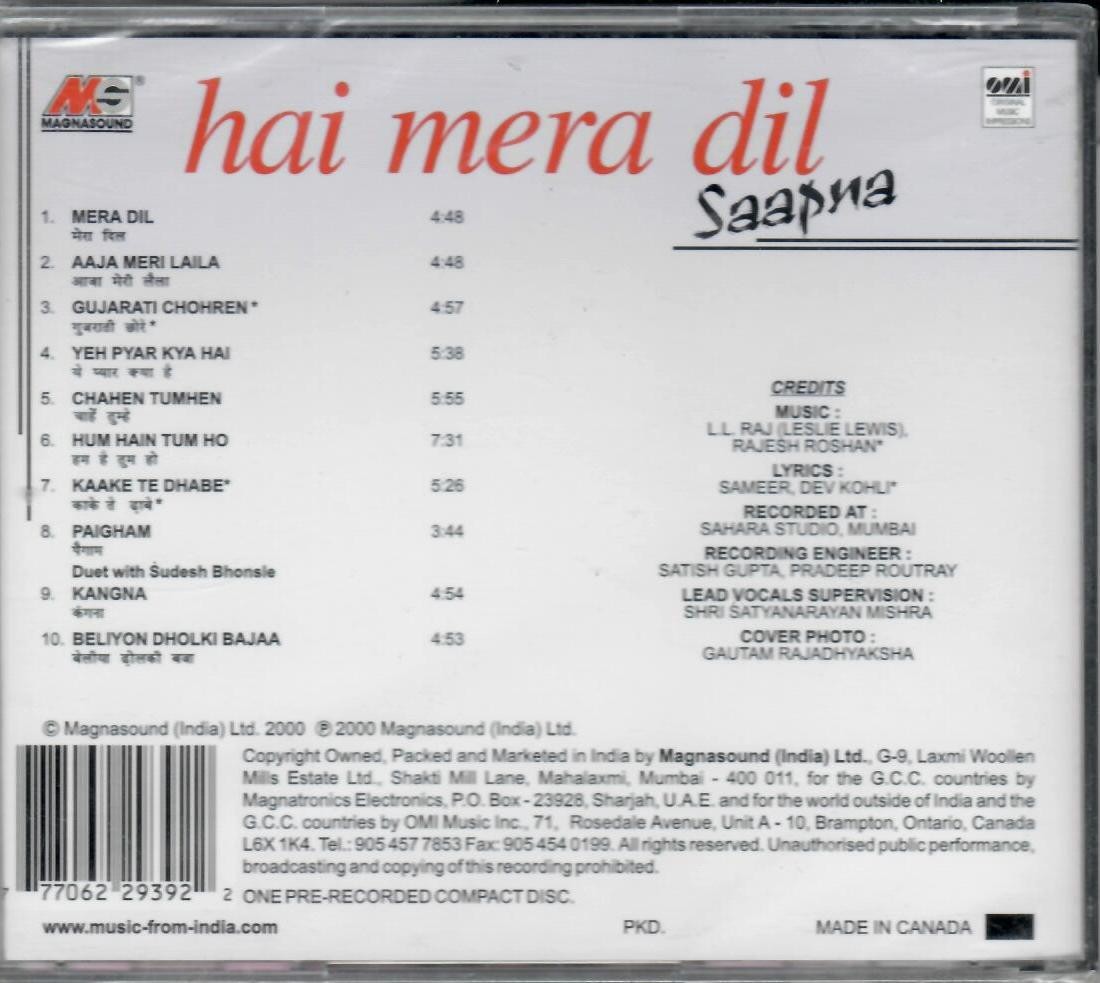 MS®
MAGNASOUND
hai mera dil
Saapna
omi
ORIGINAL
MUSIC
IMPRESSIONS
1. MERA DIL 4:48
मेरा दिल
2. AAJA MERI LAILA 4:48
आजा मेरी लैला
3. GUJARATI CHOHREN* 4:57
गुजराती छोरे*
4. YEH PYAR KYA HAI 5:38
ये प्यार क्या है
5. CHAHEN TUMHEN 5:55
चाहें तुम्हे
6. HUM HAIN TUM HO 7:31
हम है तुम हो
7. KAAKE TE DHABE* 5:26
काके ते ढ़ाबे*
8. PAIGHAM 3:44
पैगाम
Duet with Sudesh Bhonsle
9. KANGNA 4:54
कंगना
10. BELIYON DHOLKI BAJAA 4:53
बेलीया ढ़ोलकी बजा
CREDITS
MUSIC :
L.L. RAJ (LESLIE LEWIS),
RAJESH ROSHAN*
LYRICS :
SAMEER, DEV KOHLI*
RECORDED AT :
SAHARA STUDIO, MUMBAI
RECORDING ENGINEER :
SATISH GUPTA, PRADEEP ROUTRAY
LEAD VOCALS SUPERVISION :
SHRI SATYANARAYAN MISHRA
COVER PHOTO :
GAUTAM RAJADHYAKSHA
© Magnasound (India) Ltd. 2000 ℗ 2000 Magnasound (India) Ltd.
Copyright Owned, Packed and Marketed in India by Magnasound (India) Ltd., G-9, Laxmi Woollen
Mills Estate Ltd., Shakti Mill Lane, Mahalaxmi, Mumbai - 400 011, for the G.C.C. countries by
Magnatronics Electronics, P.O. Box - 23928, Sharjah, U.A.E. and for the world outside of India and the
G.C.C. countries by OMI Music Inc., 71, Rosedale Avenue, Unit A - 10, Brampton, Ontario, Canada
L6X 1K4. Tel.: 905 457 7853 Fax: 905 454 0199. All rights reserved. Unauthorised public performance,
broadcasting and copying of this recording prohibited.
7 77062 29392 2
ONE PRE-RECORDED COMPACT DISC.
www.music-from-india.com PKD. MADE IN CANADA